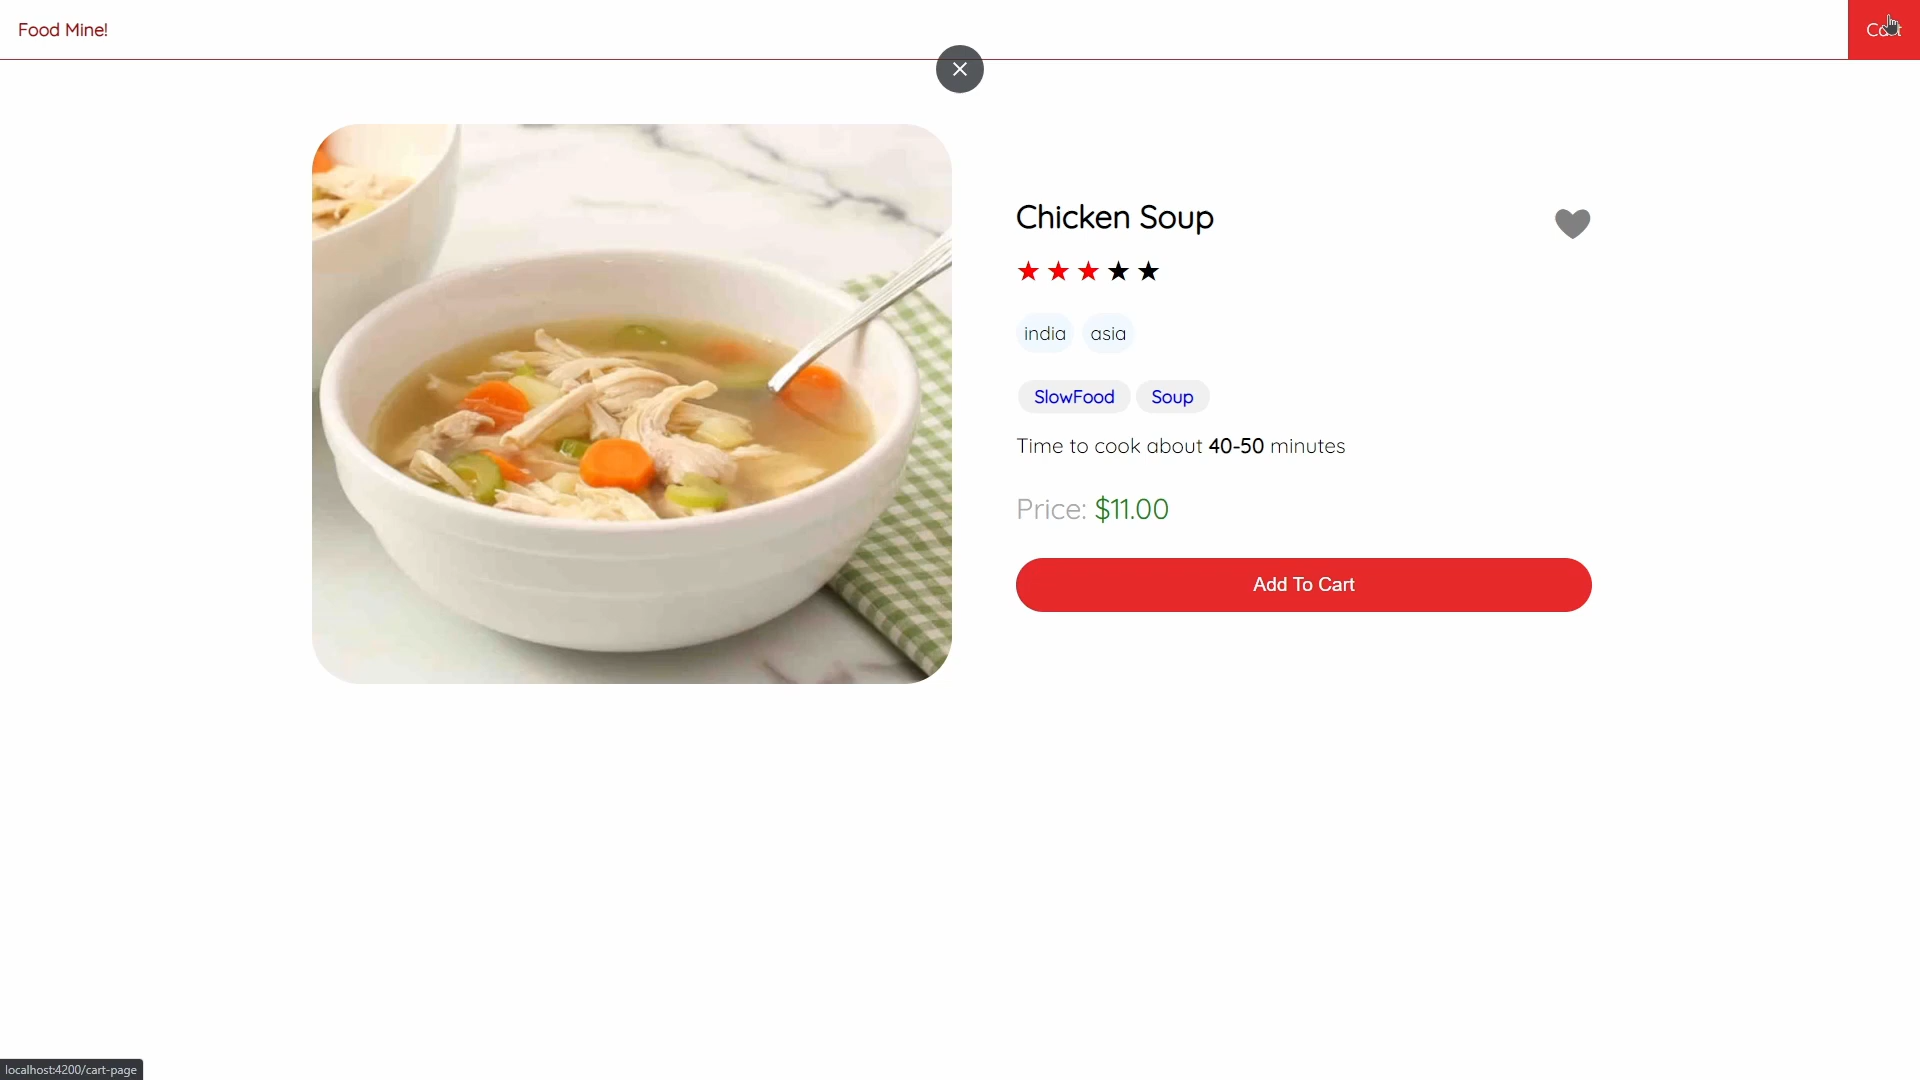 Food Mine!
Chicken Soup
india asia
SlowFood Soup
Time to cook about 40-50 minutes
Price: $11.00
Add To Cart
localhost:4200/cart-page